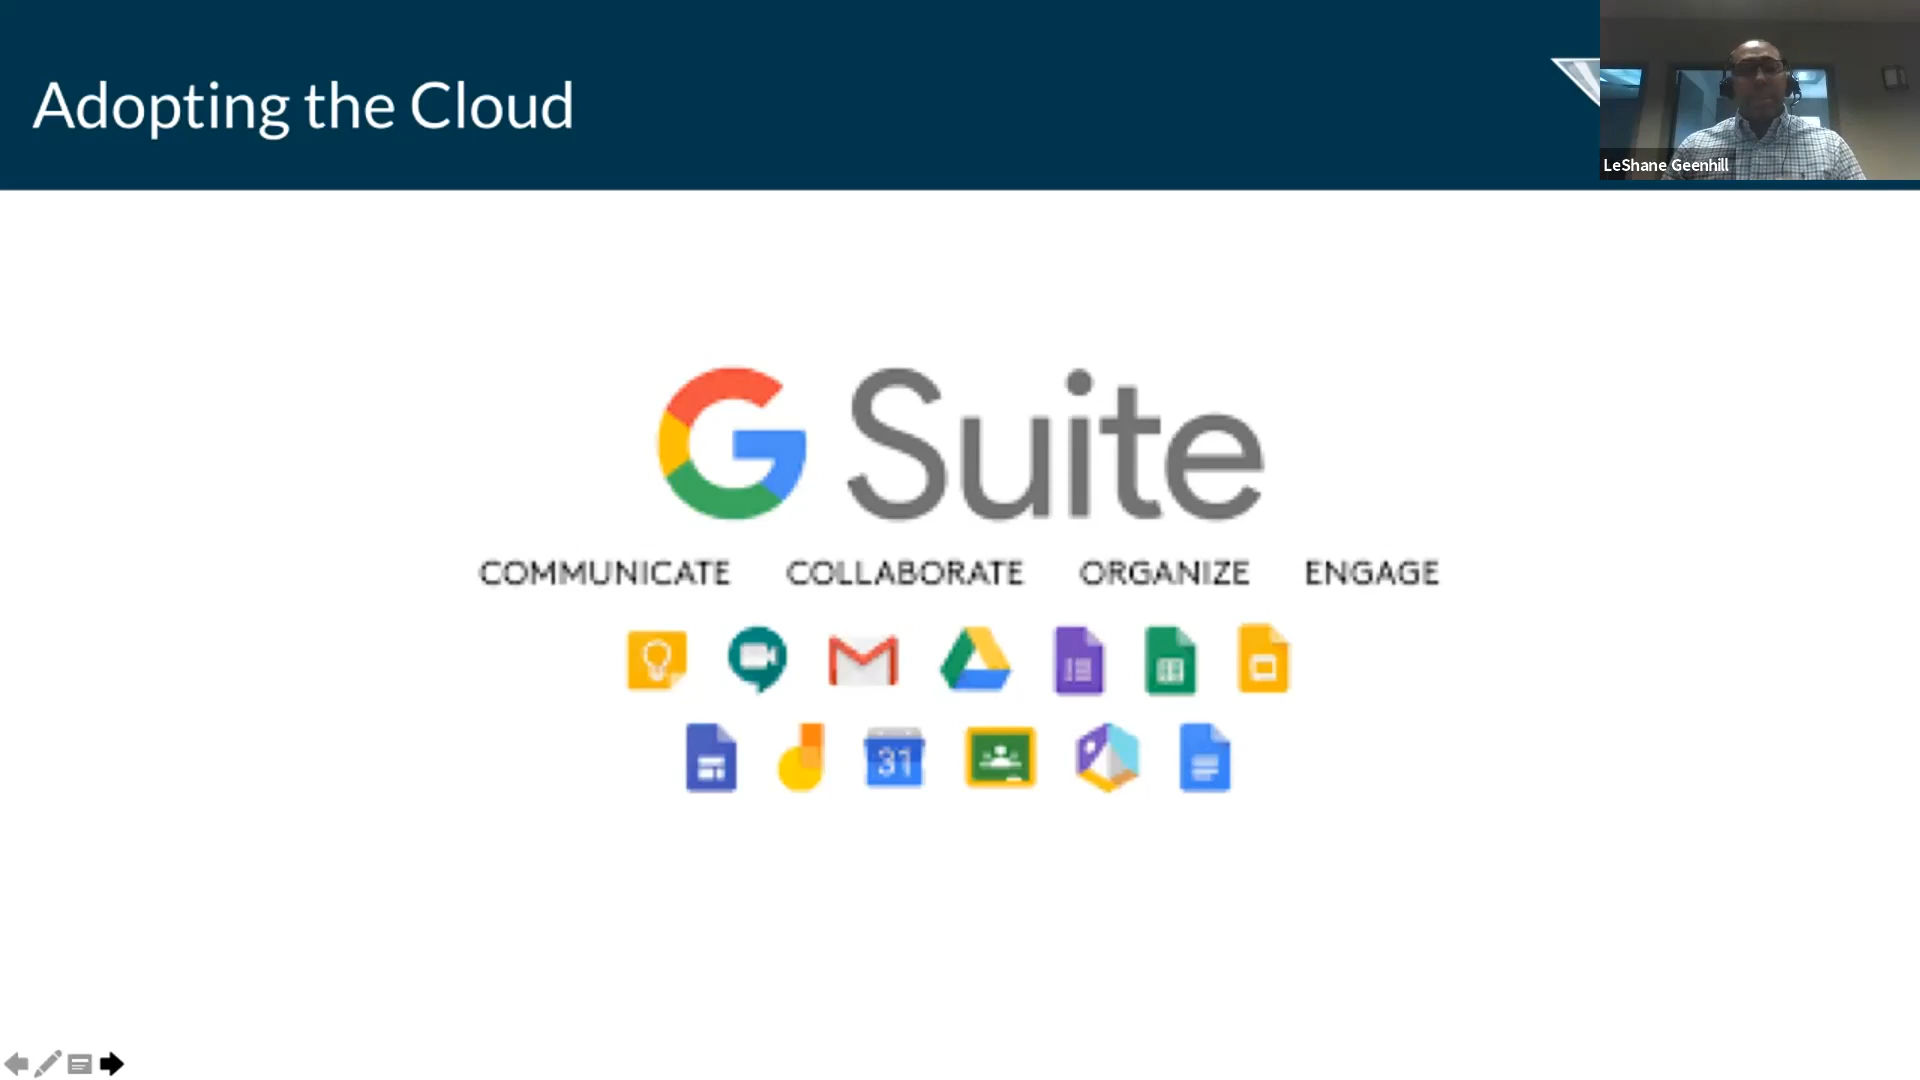 Adopting the Cloud
LeShane Geenhill
G Suite
COMMUNICATE COLLABORATE ORGANIZE ENGAGE
31